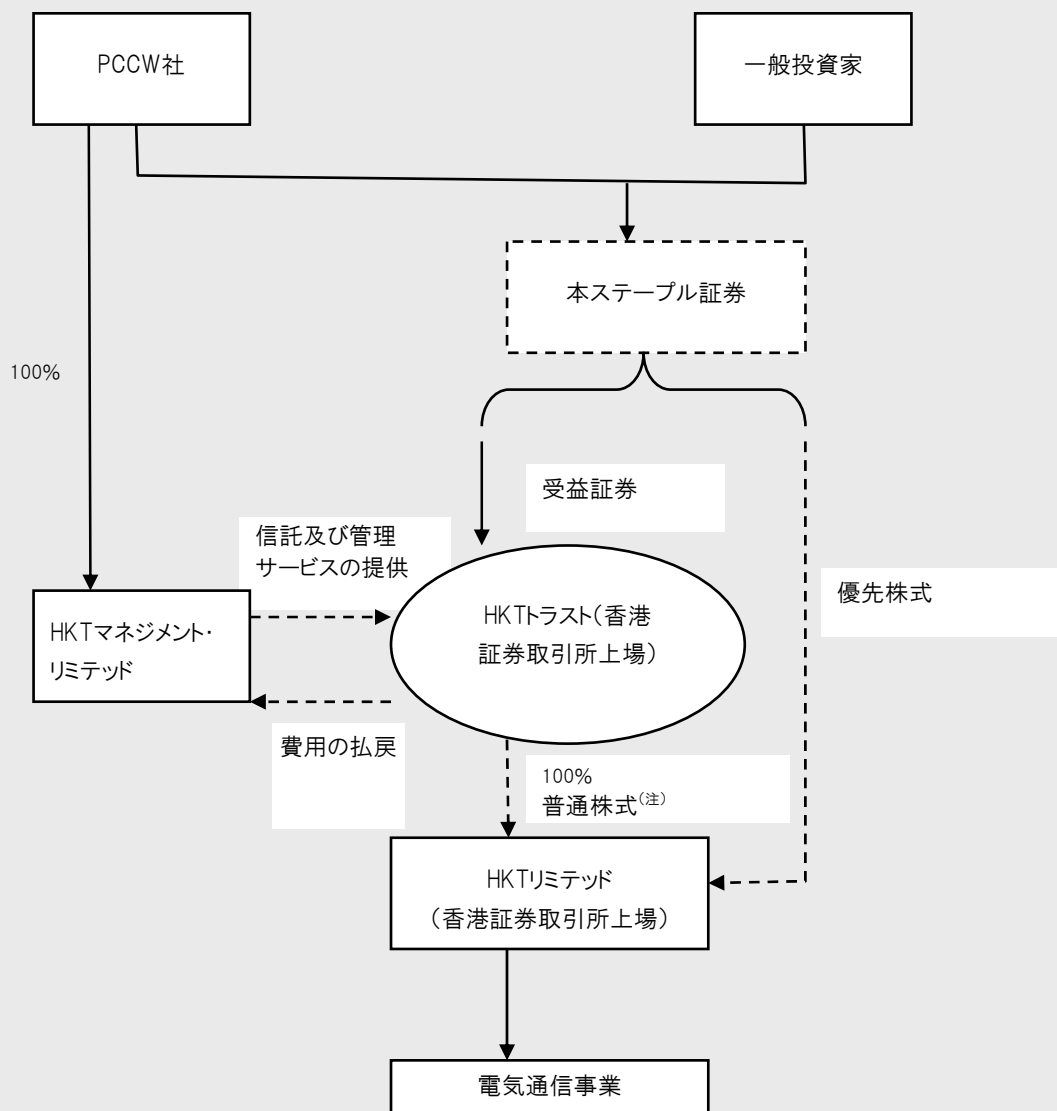 PCCW社
一般投資家
本ステープル証券
100%
受益証券
信託及び管理
サービスの提供
優先株式
HKTマネジメント・
リミテッド
HKTトラスト(香港
証券取引所上場)
費用の払戻
100%
普通株式(注)
HKTリミテッド
(香港証券取引所上場)
電気通信事業